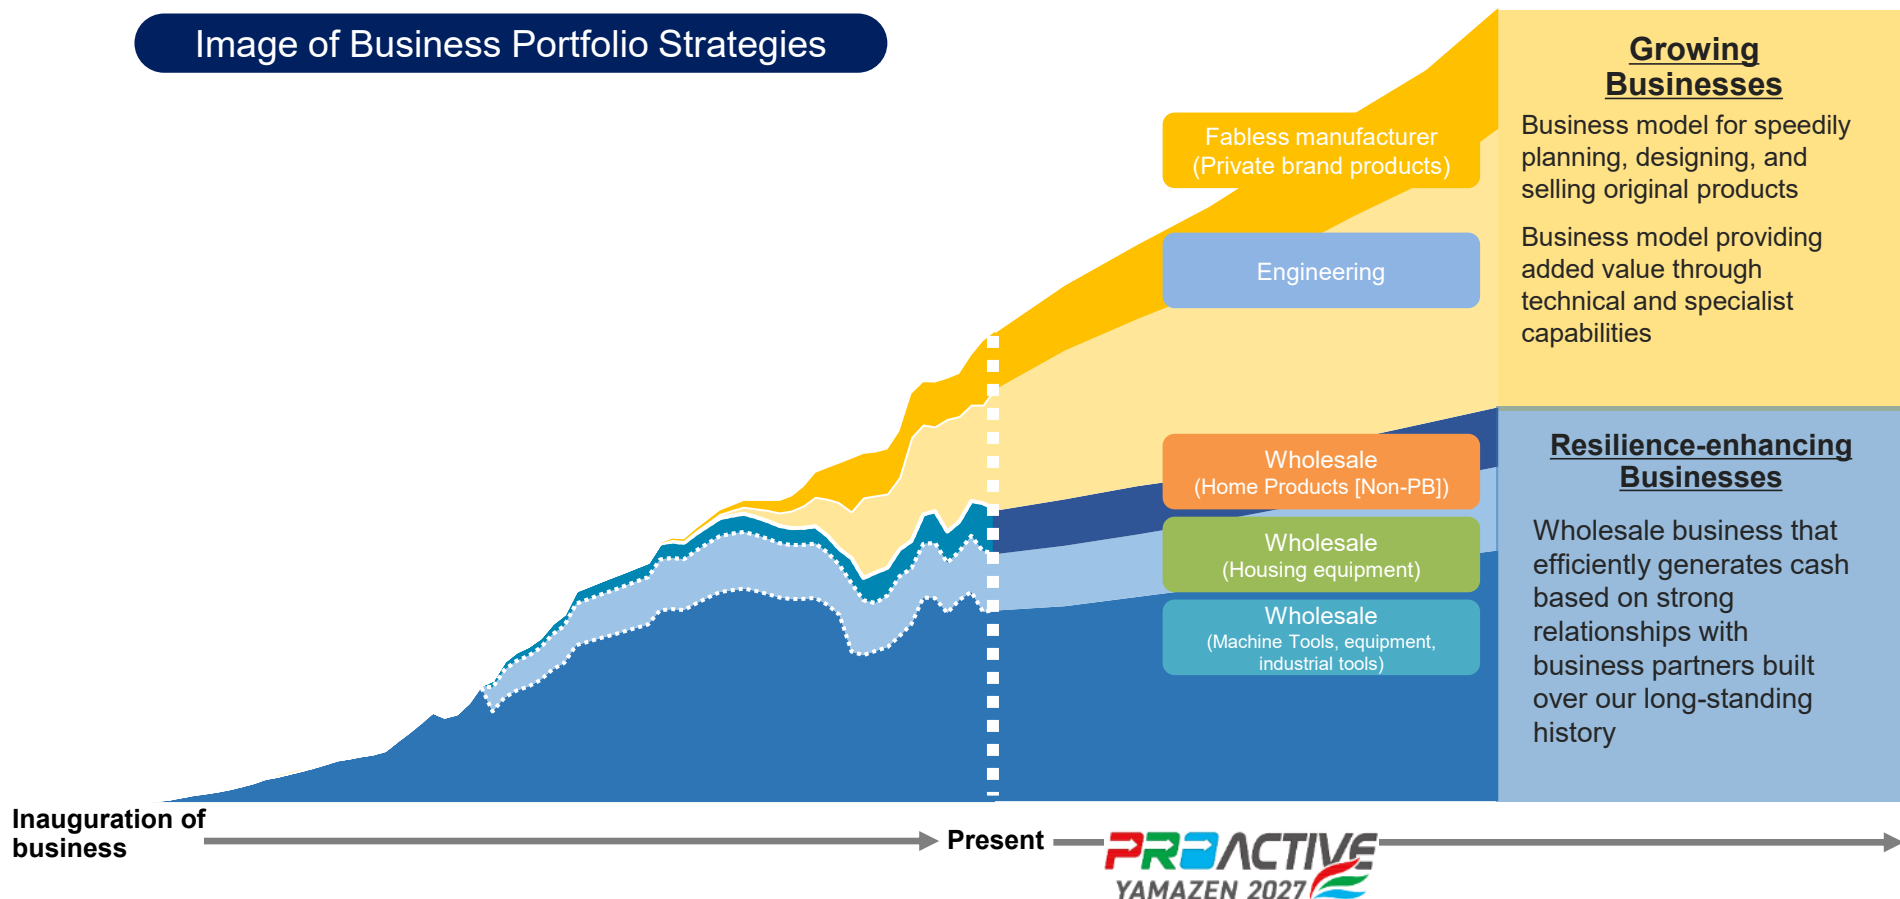 Image of Business Portfolio Strategies
Fabless manufacturer
(Private brand products)
Engineering
Wholesale
(Home Products [Non-PB])
Wholesale
(Housing equipment)
Wholesale
(Machine Tools, equipment,
industrial tools)
Growing
Businesses
Business model for speedily
planning, designing, and
selling original products
Business model providing
added value through
technical and specialist
capabilities
Resilience-enhancing
Businesses
Wholesale business that
efficiently generates cash
based on strong
relationships with
business partners built
over our long-standing
history
Inauguration of
business
Present
PROACTIVE
YAMAZEN 2027